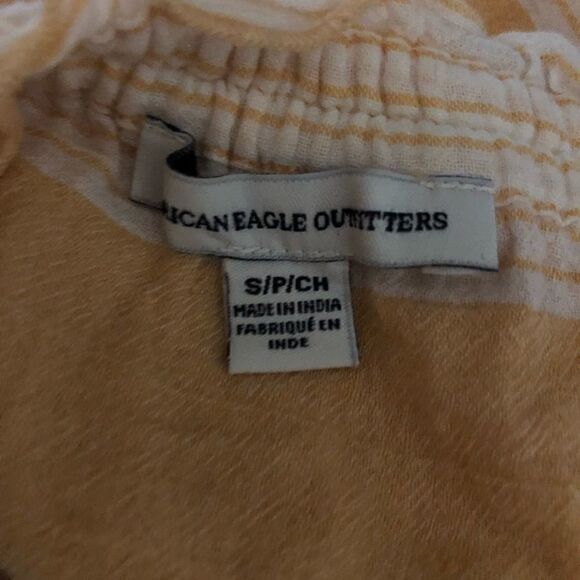 RICAN EAGLE OUTFITTERS
S/P/CH
MADE IN INDIA
FABRIQUÉ EN
INDE